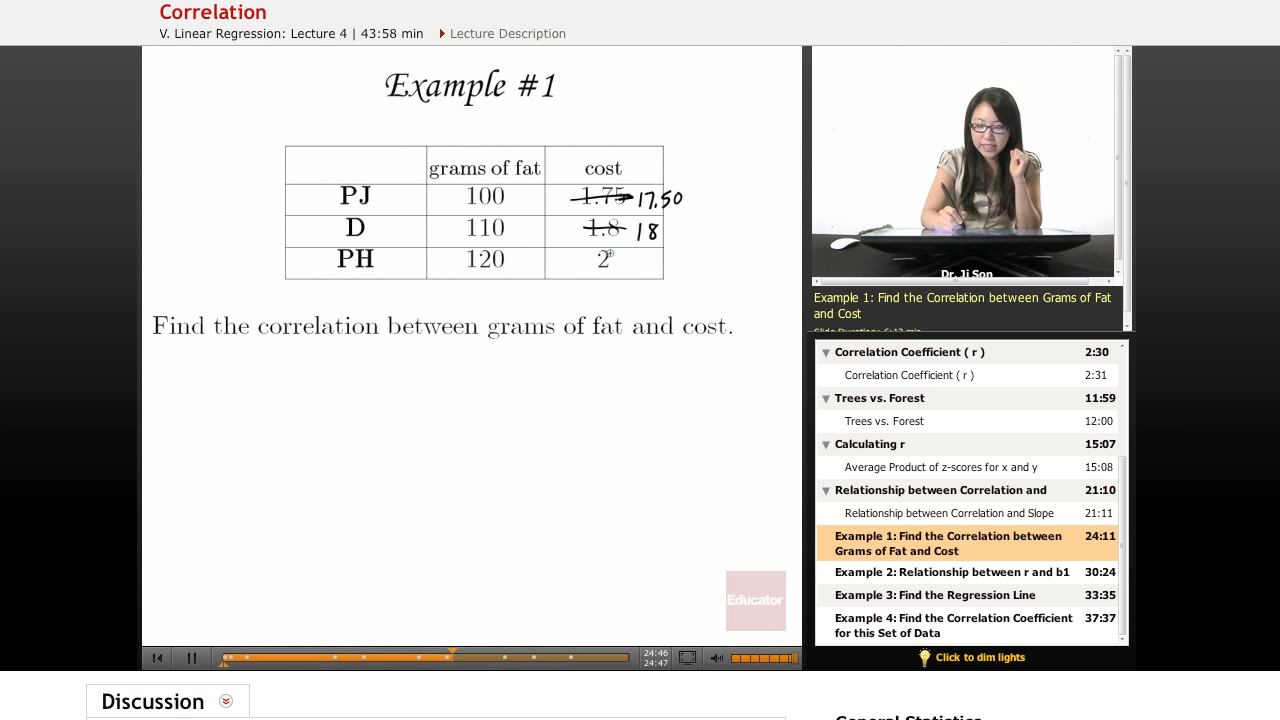 Correlation
V. Linear Regression: Lecture 4 | 43:58 min Lecture Description
Example #1
grams of fat cost
PJ 100 1.75 17.50
D 110 1.8 18
PH 120 2
Find the correlation between grams of fat and cost.
Educator
24:46
24:47
Dr. Ji Son
Example 1: Find the Correlation between Grams of Fat
and Cost
Slide Duration: 6:13 min
Correlation Coefficient ( r ) 2:30
Correlation Coefficient ( r ) 2:31
Trees vs. Forest 11:59
Trees vs. Forest 12:00
Calculating r 15:07
Average Product of z-scores for x and y 15:08
Relationship between Correlation and 21:10
Relationship between Correlation and Slope 21:11
Example 1: Find the Correlation between 24:11
Grams of Fat and Cost
Example 2: Relationship between r and b1 30:24
Example 3: Find the Regression Line 33:35
Example 4: Find the Correlation Coefficient 37:37
for this Set of Data
Click to dim lights
Discussion
General Statistics